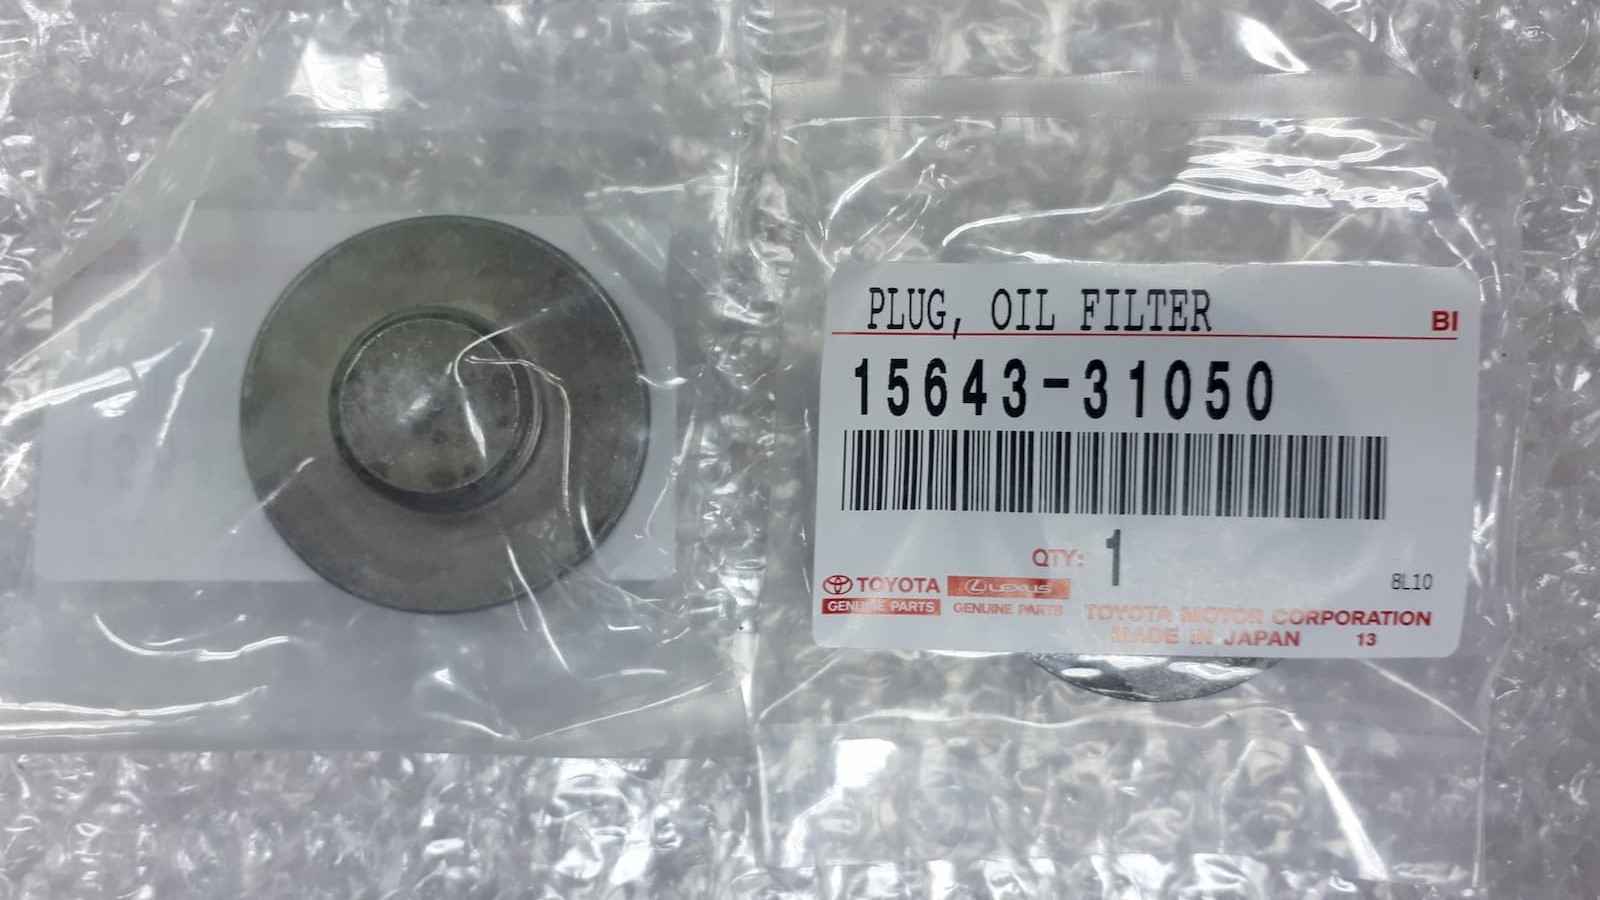 PLUG, OIL FILTER
BI
15643-31050
QTY: 1
8L10
TOYOTA LEXUS
GENUINE PARTS GENUINE PARTS
TOYOTA MOTOR CORPORATION
MADE IN JAPAN 13